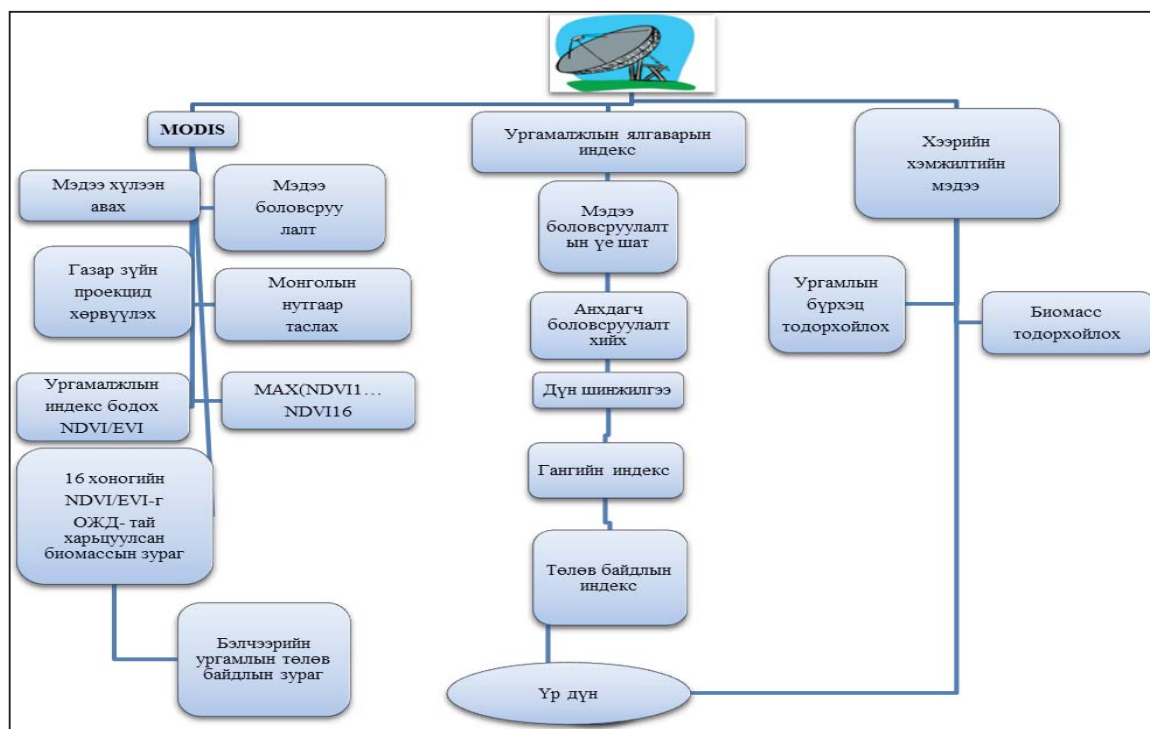 MODIS
Мэдээ хүлээн
авах
Мэдээ
боловсруу
лалт
Газар зүйн
проекцид
хөрвүүлэх
Монголын
нутгаар
таслах
Ургамалжлын
индекс бодох
NDVI/EVI
MAX(NDVI1…
NDVI16
16 хоногийн
NDVI/EVI-г
ОЖД- тай
харьцуулсан
биомассын зураг
Бэлчээрийн
ургамлын төлөв
байдлын зураг
Ургамалжлын ялгаварын
индекс
Мэдээ
боловсруулалт
ын үе шат
Анхдагч
боловсруулалт
хийх
Дүн шинжилгээ
Гангийн индекс
Төлөв байдлын
индекс
Үр дүн
Хээрийн
хэмжилтийн
мэдээ
Ургамлын
бүрхэц
тодорхойлох
Биомасс
тодорхойлох